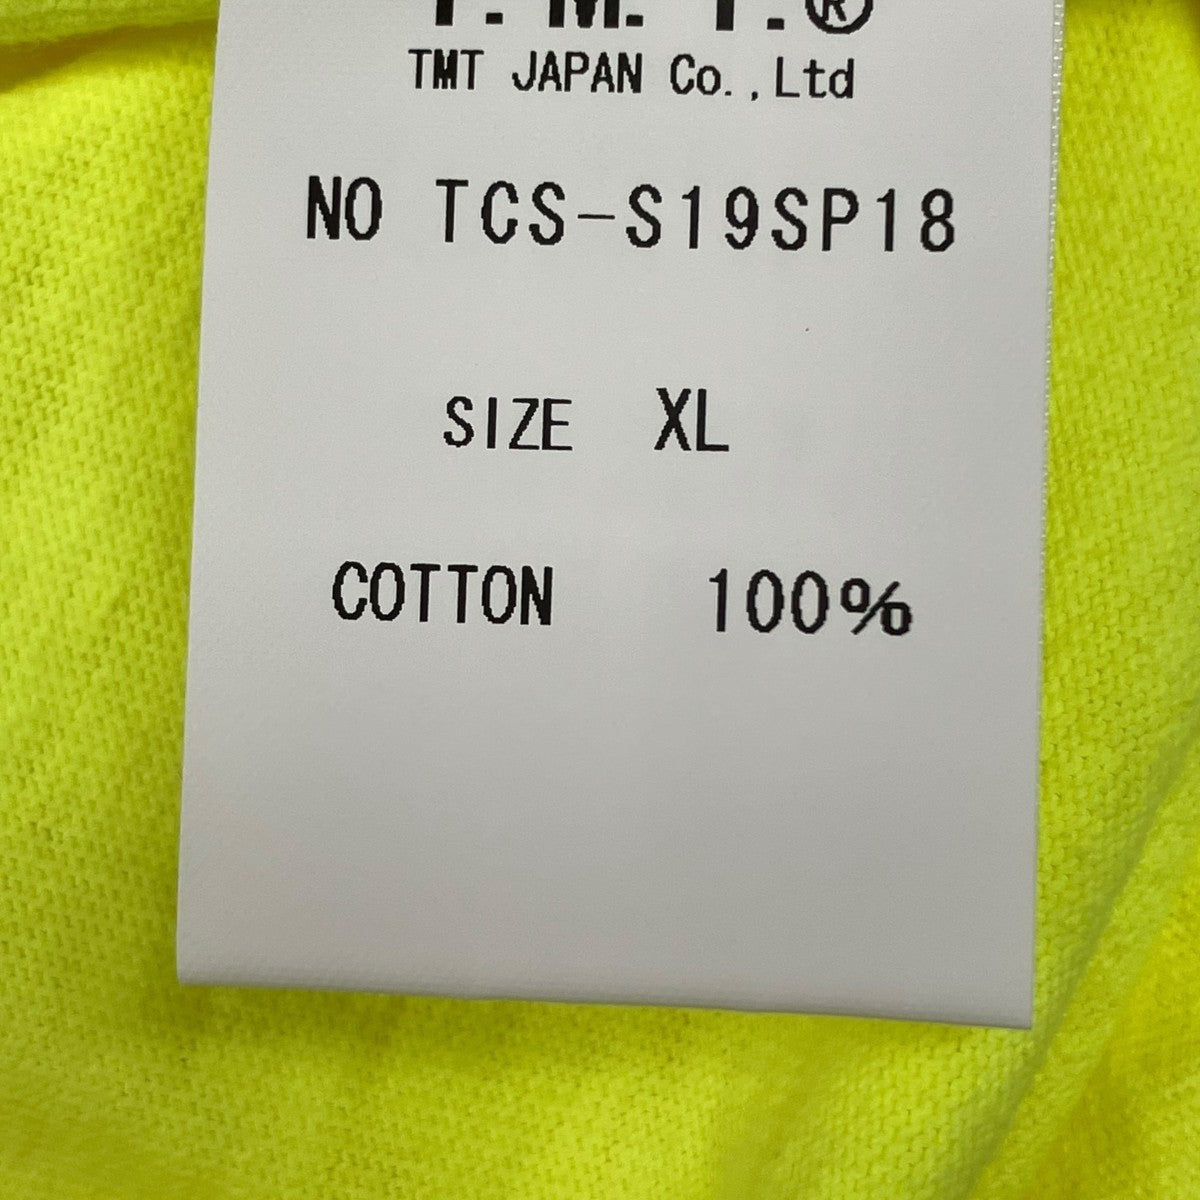 T. M. T.®
TMT JAPAN Co.,Ltd
NO TCS-S19SP18
SIZE XL
COTTON 100%